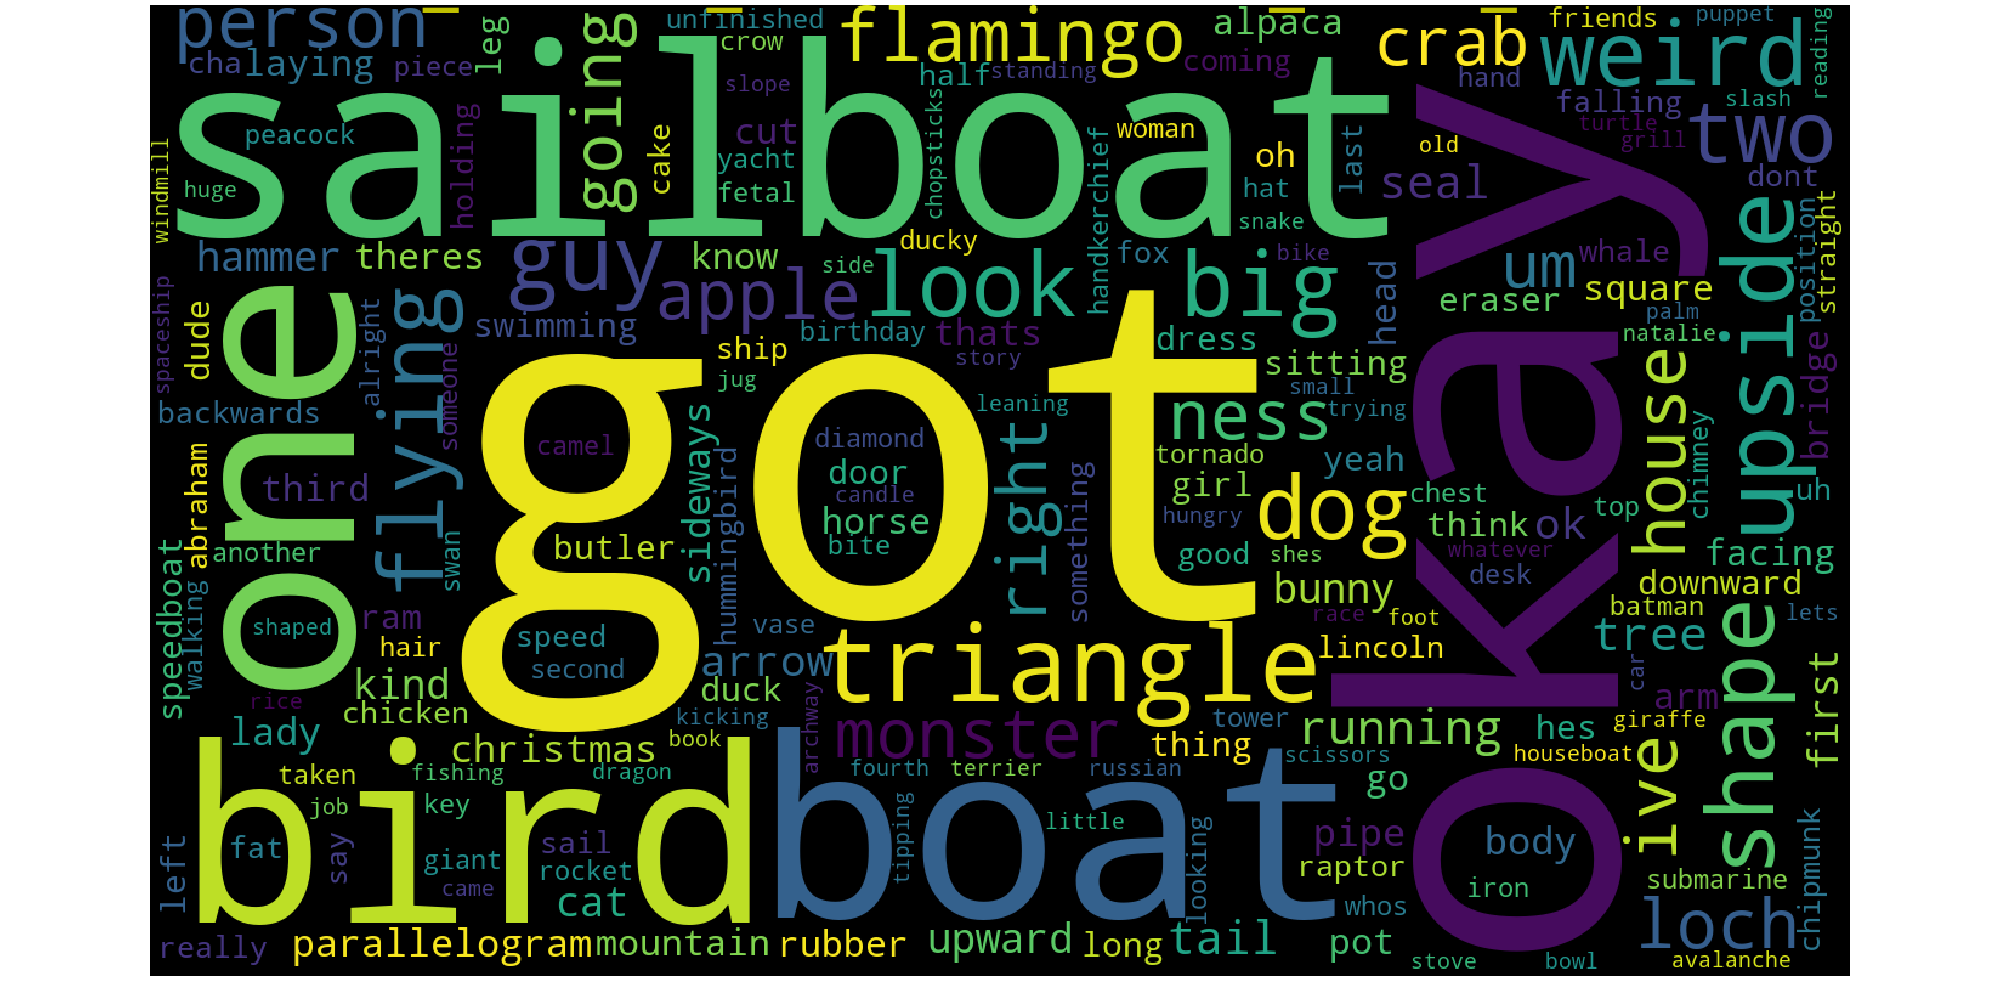 person
unfinished
flamingo
alpaca
friends
puppet
cha
laying
piece
leg
crow
going
half
standing
coming
crab
hand
weird
reading
sailboat
slope
chopsticks
falling
slash
peacock
holding
cake
cut
yacht
handkerchief
woman
last
oh
old
turtle
grill
two
windmill
huge
fetal
hat
snake
seal
dont
okay
hammer
theres
guy
know
ducky
side
look
fox
big
bike
um
whale
upside
position
straight
spaceship
dude
alright
flying
swimming
apple
birthday
thats
story
dress
head
eraser
square
palm
natalie
one
someone
ship
jug
got
leaning
sitting
small
trying
house
bridge
backwards
sideways
camel
diamond
ness
chimney
abraham
third
hummingbird
door
candle
right
something
tornado
girl
dog
yeah
chest
top
uh
horse
hungry
think
ok
speedboat
another
swan
butler
bite
good
shes
whatever
desk
facing
walking
bunny
downward
shaped
ram
speed
vase
race
foot
batman
lets
hair
second
arrow
triangle
lincoln
tree
shape
rice
kind
duck
car
arm
first
lady
chicken
kicking
archway
monster
tower
running
hes
giraffe
christmas
book
thing
scissors
houseboat
taken
fishing
dragon
fourth
terrier
russian
go
ive
bird
boat
job
key
tipping
little
looking
pipe
body
chipmunk
left
fat
say
giant
sail
rocket
raptor
came
iron
submarine
cat
whos
loch
really
parallelogram
mountain
rubber
upward
long
tail
pot
stove
bowl
avalanche